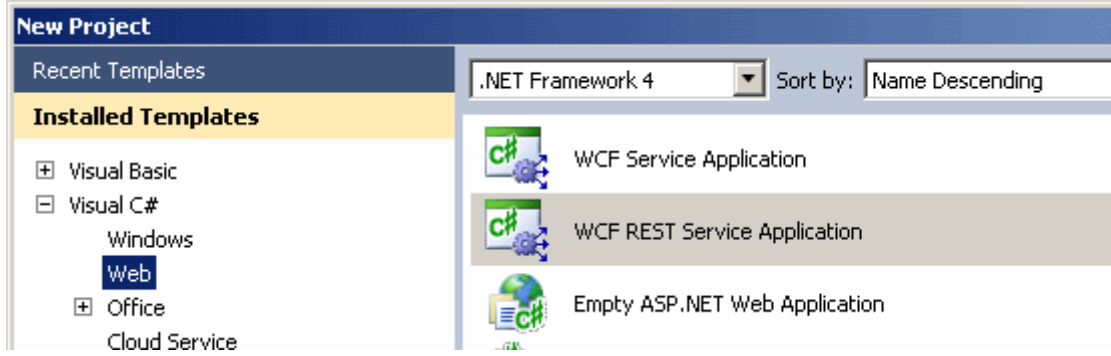 New Project
Recent Templates
Installed Templates
Visual Basic
Visual C#
Windows
Web
Office
Cloud Service
.NET Framework 4 Sort by: Name Descending
C# WCF Service Application
C# WCF REST Service Application
C# Empty ASP.NET Web Application